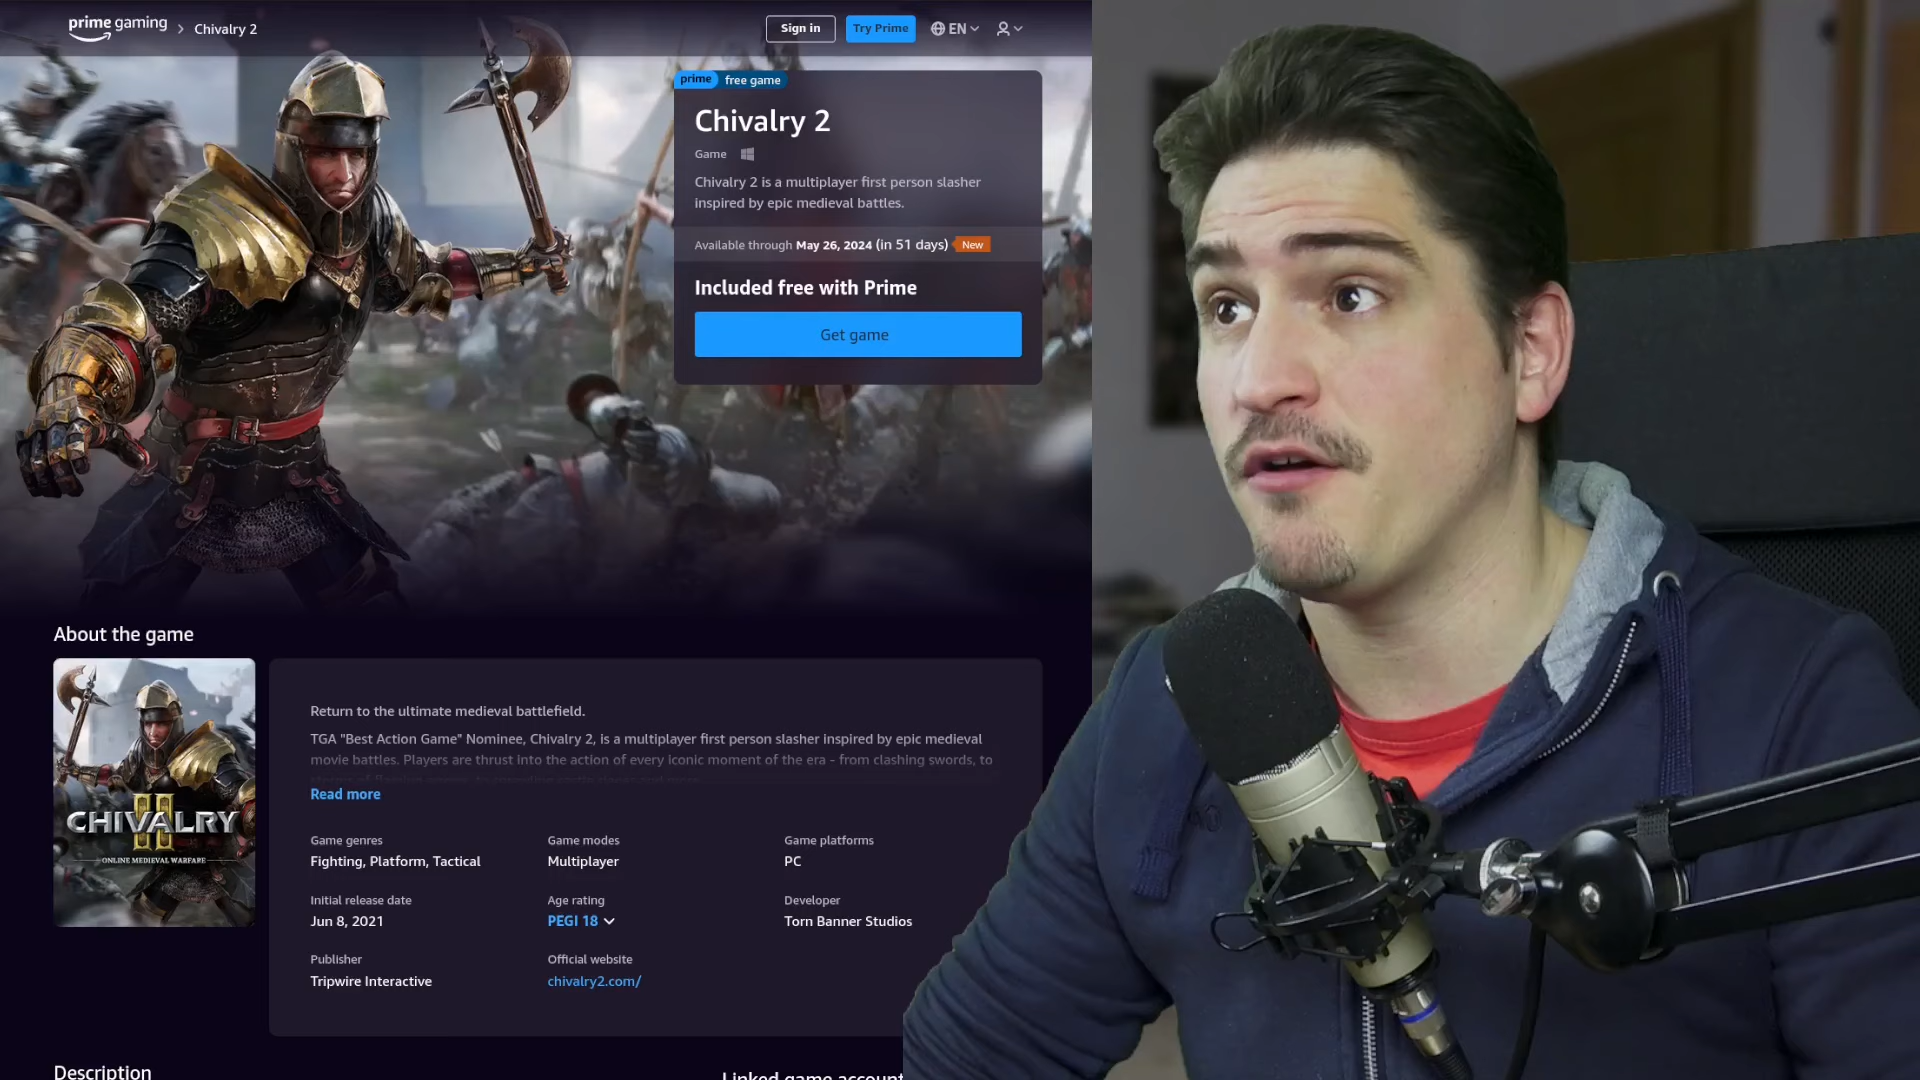 prime gaming
Chivalry 2
Sign in
Try Prime
EN
prime free game
Chivalry 2
Game
Chivalry 2 is a multiplayer first person slasher
inspired by epic medieval battles.
Available through May 26, 2024 (in 51 days) New
Included free with Prime
Get game
About the game
CHIVALRY
II
ONLINE MEDIEVAL WARFARE
Return to the ultimate medieval battlefield.
TGA "Best Action Game" Nominee, Chivalry 2, is a multiplayer first person slasher inspired by epic medieval
movie battles. Players are thrust into the action of every iconic moment of the era - from clashing swords, to
Read more
Game genres
Fighting, Platform, Tactical
Game modes
Multiplayer
Game platforms
PC
Initial release date
Jun 8, 2021
Age rating
PEGI 18
Developer
Torn Banner Studios
Publisher
Tripwire Interactive
Official website
chivalry2.com/
Description
Linked game account